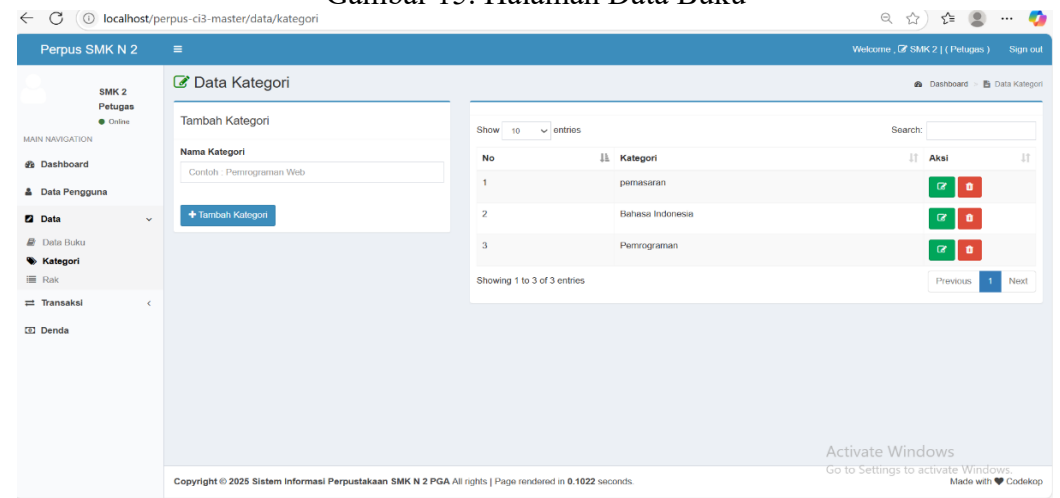 Gambar 15. Halaman Data Buku
localhost/perpus-ci3-master/data/kategori
Perpus SMK N 2
Welcome , SMK 2 | ( Petugas ) Sign out
SMK 2
Petugas
Online
MAIN NAVIGATION
Dashboard
Data Pengguna
Data
Data Buku
Kategori
Rak
Transaksi
Denda
Data Kategori
Dashboard > Data Kategori
Tambah Kategori
Nama Kategori
Contoh : Pemrograman Web
+ Tambah Kategori
Show 10 entries
Search:
No Kategori Aksi
1 pemasaran
2 Bahasa Indonesia
3 Pemrograman
Showing 1 to 3 of 3 entries
Previous 1 Next
Activate Windows
Go to Settings to activate Windows.
Copyright © 2025 Sistem Informasi Perpustakaan SMK N 2 PGA All rights | Page rendered in 0.1022 seconds.
Made with ♥ Codekop